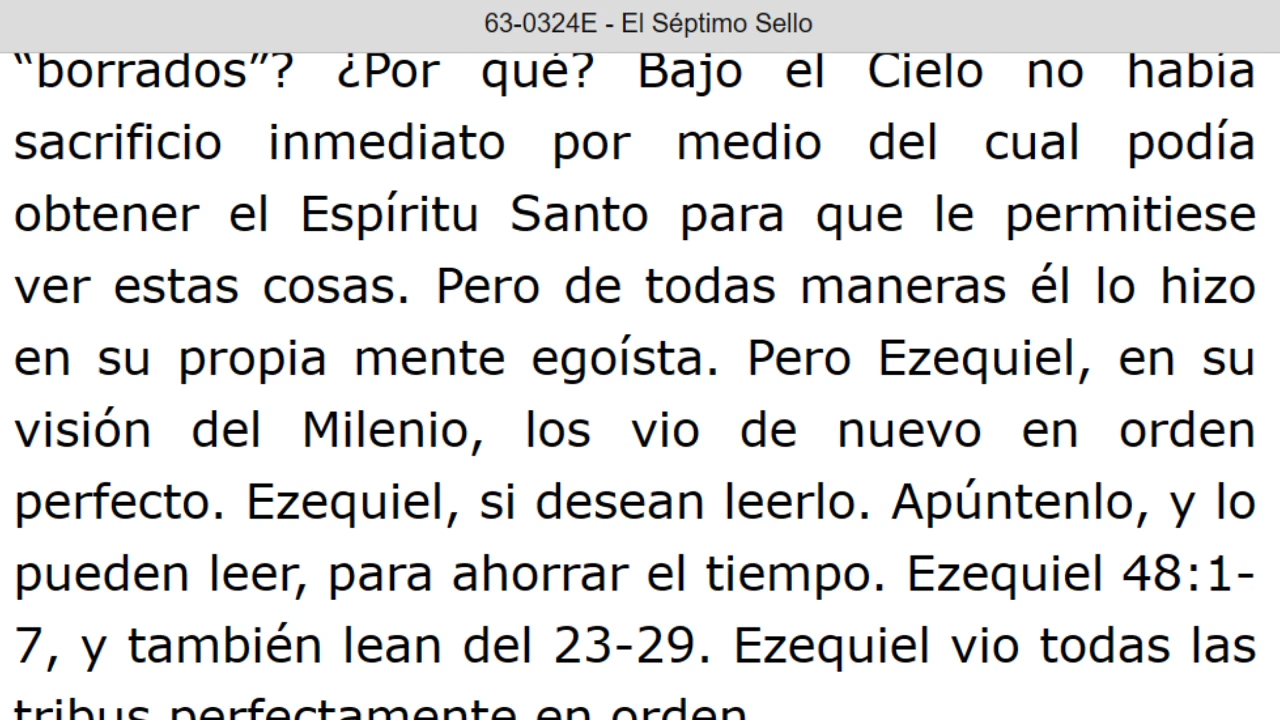 63-0324E - El Séptimo Sello
“borrados”? ¿Por qué? Bajo el Cielo no había
sacrificio inmediato por medio del cual podía
obtener el Espíritu Santo para que le permitiese
ver estas cosas. Pero de todas maneras él lo hizo
en su propia mente egoísta. Pero Ezequiel, en su
visión del Milenio, los vio de nuevo en orden
perfecto. Ezequiel, si desean leerlo. Apúntenlo, y lo
pueden leer, para ahorrar el tiempo. Ezequiel 48:1-
7, y también lean del 23-29. Ezequiel vio todas las
tribus perfectamente en orden.